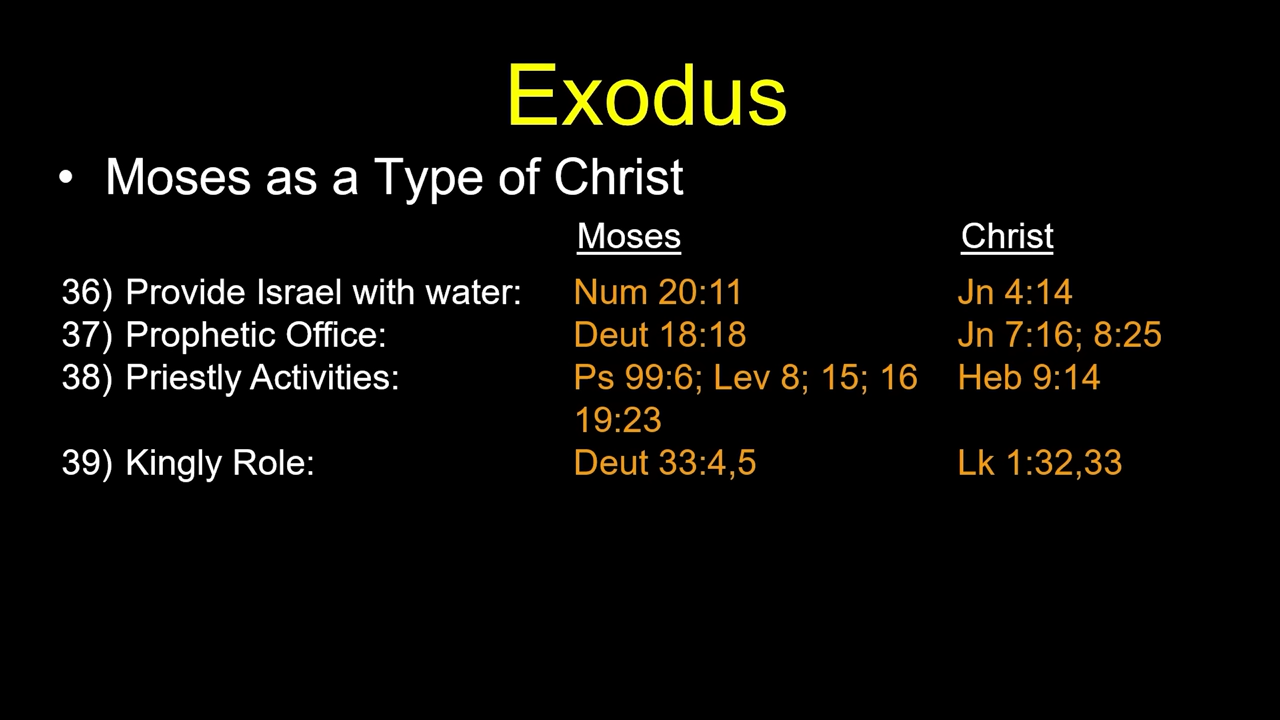 Exodus
• Moses as a Type of Christ
Moses Christ
36) Provide Israel with water: Num 20:11 Jn 4:14
37) Prophetic Office: Deut 18:18 Jn 7:16; 8:25
38) Priestly Activities: Ps 99:6; Lev 8; 15; 16 Heb 9:14
19:23
39) Kingly Role: Deut 33:4,5 Lk 1:32,33